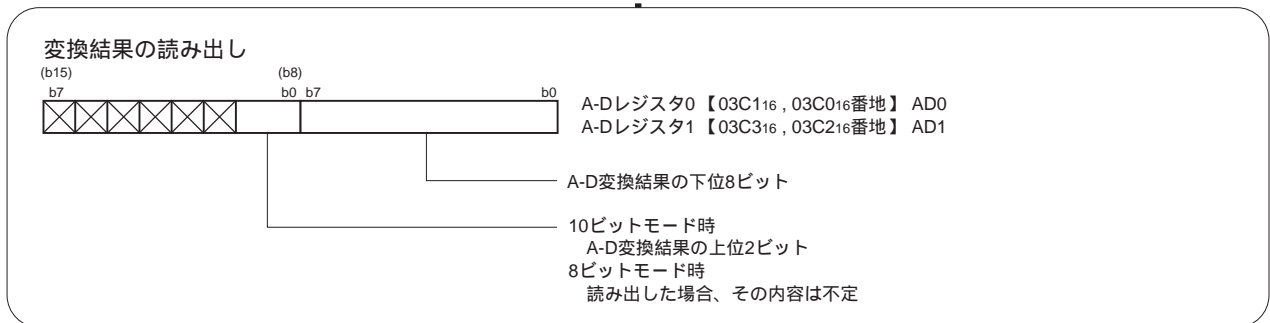 変換結果の読み出し
(b15) (b8)
b7 b0 b7 b0
A-Dレジスタ0 【03C116 , 03C016番地】 AD0
A-Dレジスタ1 【03C316 , 03C216番地】 AD1
A-D変換結果の下位8ビット
10ビットモード時
A-D変換結果の上位2ビット
8ビットモード時
読み出した場合、その内容は不定